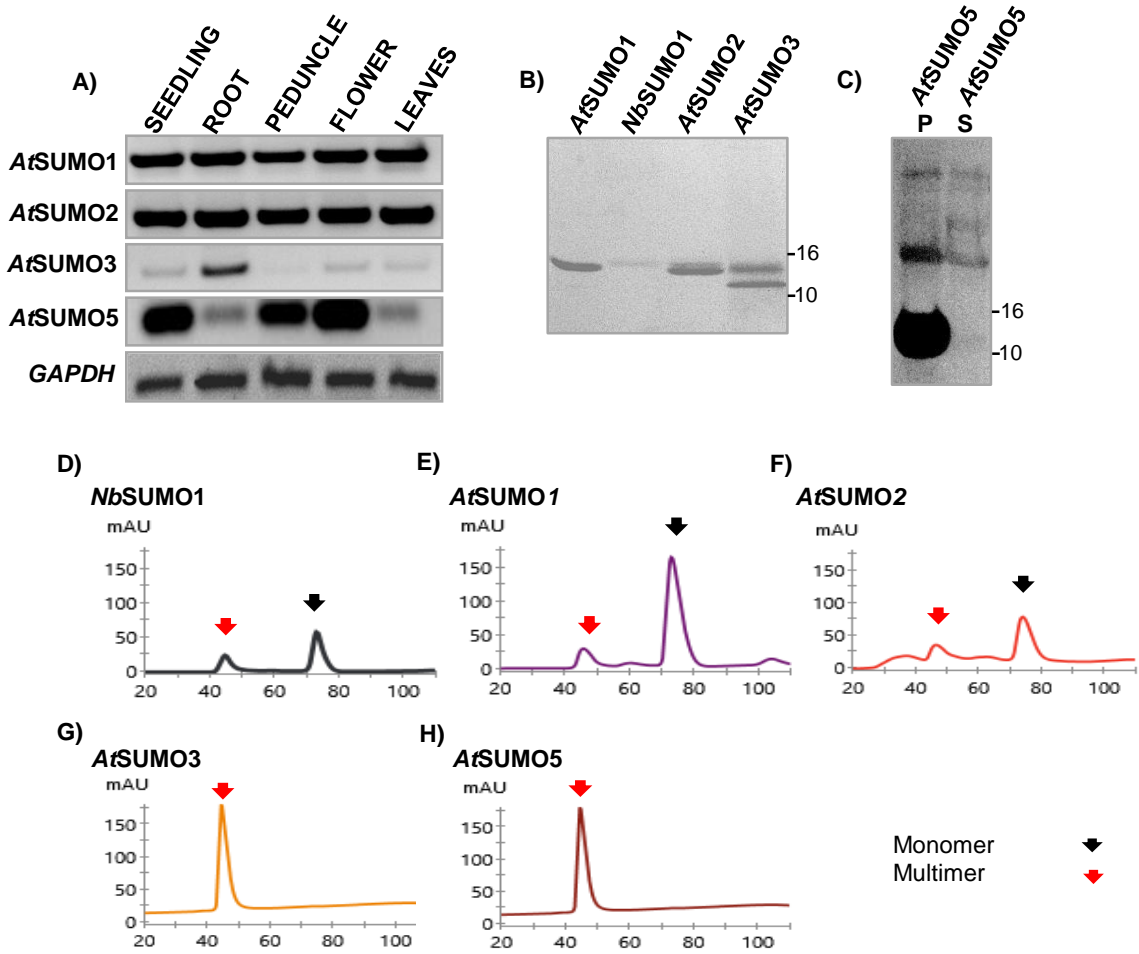 A)
SEEDLING
ROOT
PEDUNCLE
FLOWER
LEAVES
AtSUMO1
AtSUMO2
AtSUMO3
AtSUMO5
GAPDH
B)
AtSUMO1
NbSUMO1
AtSUMO2
AtSUMO3
-16
-10
C)
AtSUMO5
AtSUMO5
P S
-16
-10
D)
NbSUMO1
mAU
150
100
50
0
20 40 60 80 100
E)
AtSUMO1
mAU
150
100
50
0
20 40 60 80 100
F)
AtSUMO2
mAU
150
100
50
0
20 40 60 80 100
G)
AtSUMO3
mAU
150
100
50
0
20 40 60 80 100
H)
AtSUMO5
mAU
150
100
50
0
20 40 60 80 100
Monomer
Multimer